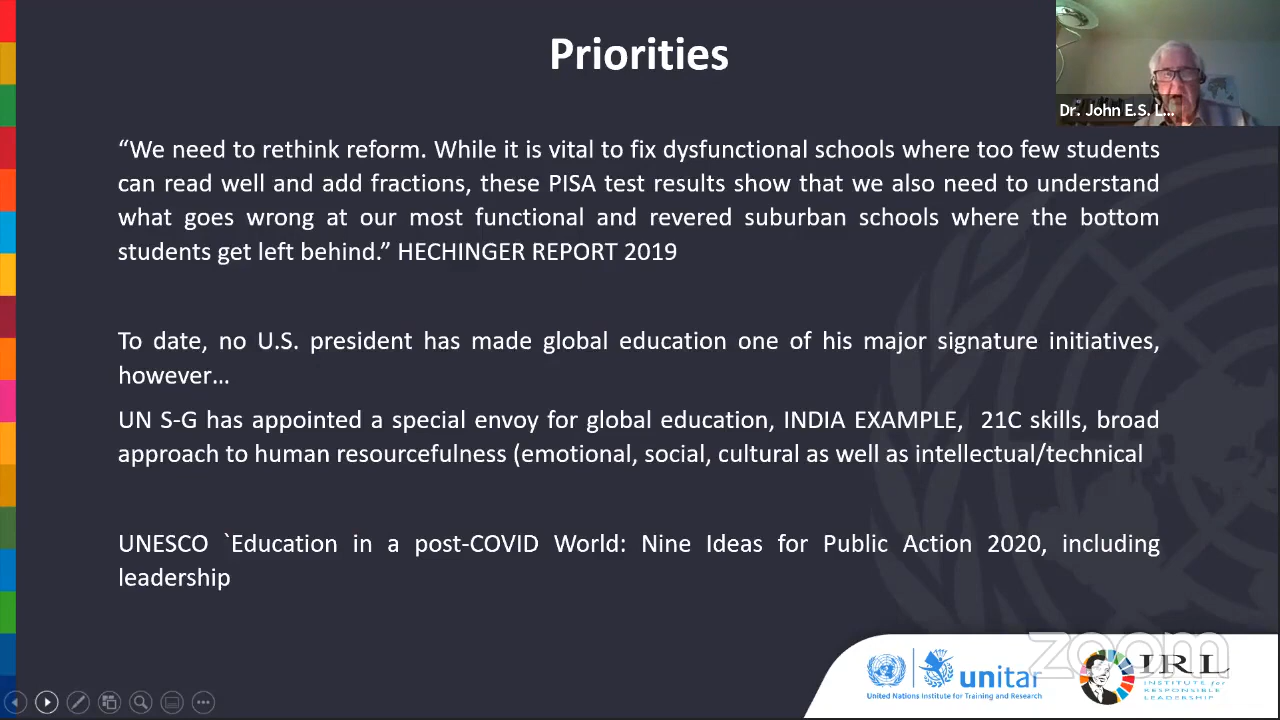 Priorities
Dr. John E.S. L...
“We need to rethink reform. While it is vital to fix dysfunctional schools where too few students
can read well and add fractions, these PISA test results show that we also need to understand
what goes wrong at our most functional and revered suburban schools where the bottom
students get left behind.” HECHINGER REPORT 2019
To date, no U.S. president has made global education one of his major signature initiatives,
however…
UN S-G has appointed a special envoy for global education, INDIA EXAMPLE, 21C skills, broad
approach to human resourcefulness (emotional, social, cultural as well as intellectual/technical
UNESCO `Education in a post-COVID World: Nine Ideas for Public Action 2020, including
leadership
zoom
unitar
United Nations Institute for Training and Research
IRL
INSTITUTE for
RESPONSIBLE
LEADERSHIP